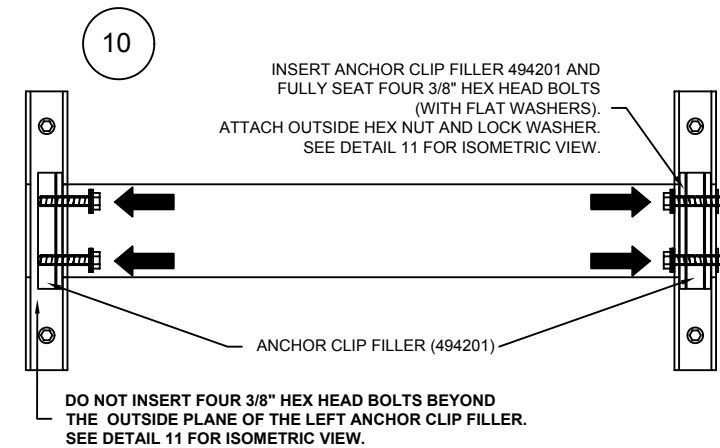 10
INSERT ANCHOR CLIP FILLER 494201 AND
FULLY SEAT FOUR 3/8" HEX HEAD BOLTS
(WITH FLAT WASHERS).
ATTACH OUTSIDE HEX NUT AND LOCK WASHER.
SEE DETAIL 11 FOR ISOMETRIC VIEW.
ANCHOR CLIP FILLER (494201)
DO NOT INSERT FOUR 3/8" HEX HEAD BOLTS BEYOND
THE OUTSIDE PLANE OF THE LEFT ANCHOR CLIP FILLER.
SEE DETAIL 11 FOR ISOMETRIC VIEW.